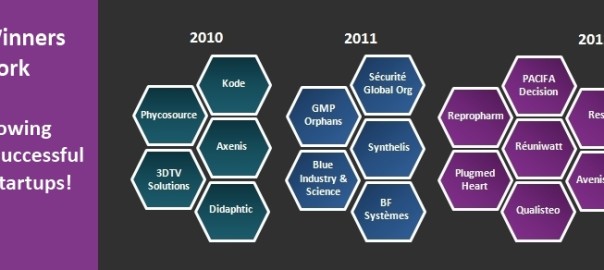 Winners
ork
owing
uccessful
tartups!
2010
Kode
Phycosource
Axenis
3DTV
Solutions
Didaphtic
2011
Sécurité
Global Org
GMP
Orphans
Synthelis
Blue
Industry &
Science
BF
Systèmes
201
PACIFA
Decision
Repropharm
Res
Réuniwatt
Plugmed
Heart
Avenis
Qualisteo